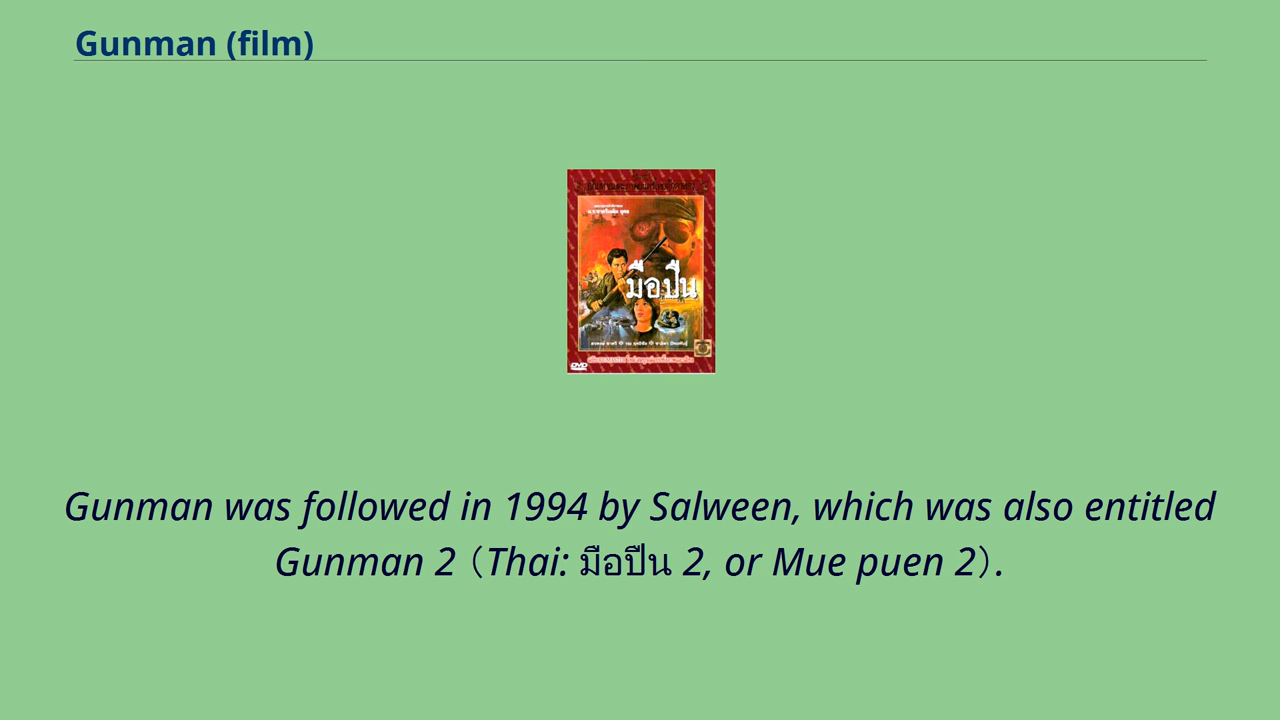 Gunman (film)
มือปืน
DVD
Gunman was followed in 1994 by Salween, which was also entitled
Gunman 2 (Thai: มือปืน 2, or Mue puen 2).